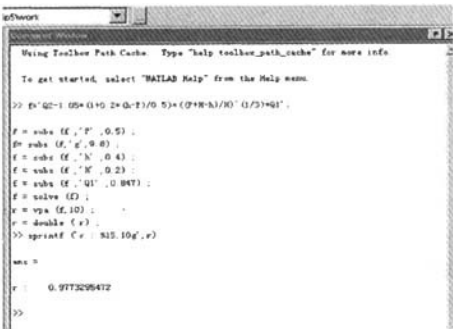 Using Toolbox Path Cache. Type "help toolbox_path_cache" for more info.
To get started, select "MATLAB Help" from the Help menu.
f = subs (f ,'P' ,0.5) ;
f= subs (f,'g',9.8) ;
f = subs (f ,'h' ,0.4) ;
f = subs (f ,'H' ,0.2) ;
f = subs (f ,'Q1' ,0.847) ;
f = solve (f) ;
r = vpa (f,10) ;
r = double ( r) ;
>> sprintf ('r : %15.10g',r)
ans =
r : 0.9773295472
>>